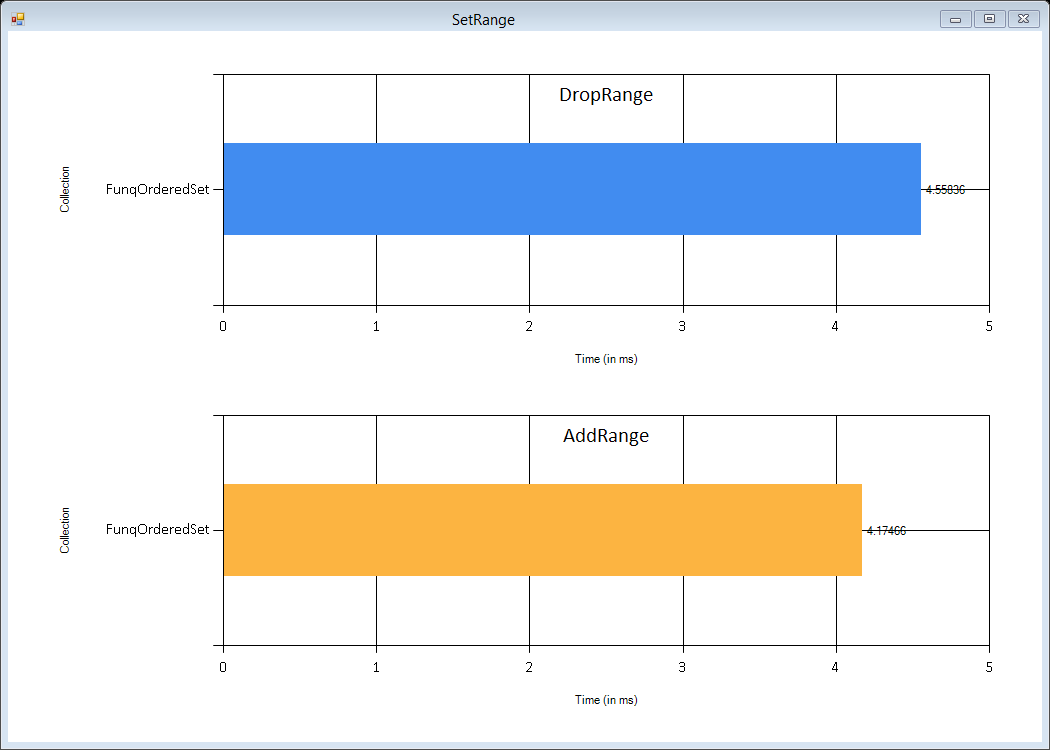 SetRange
DropRange
Collection
FunqOrderedSet
4.55836
0 1 2 3 4 5
Time (in ms)
AddRange
Collection
FunqOrderedSet
4.17466
0 1 2 3 4 5
Time (in ms)